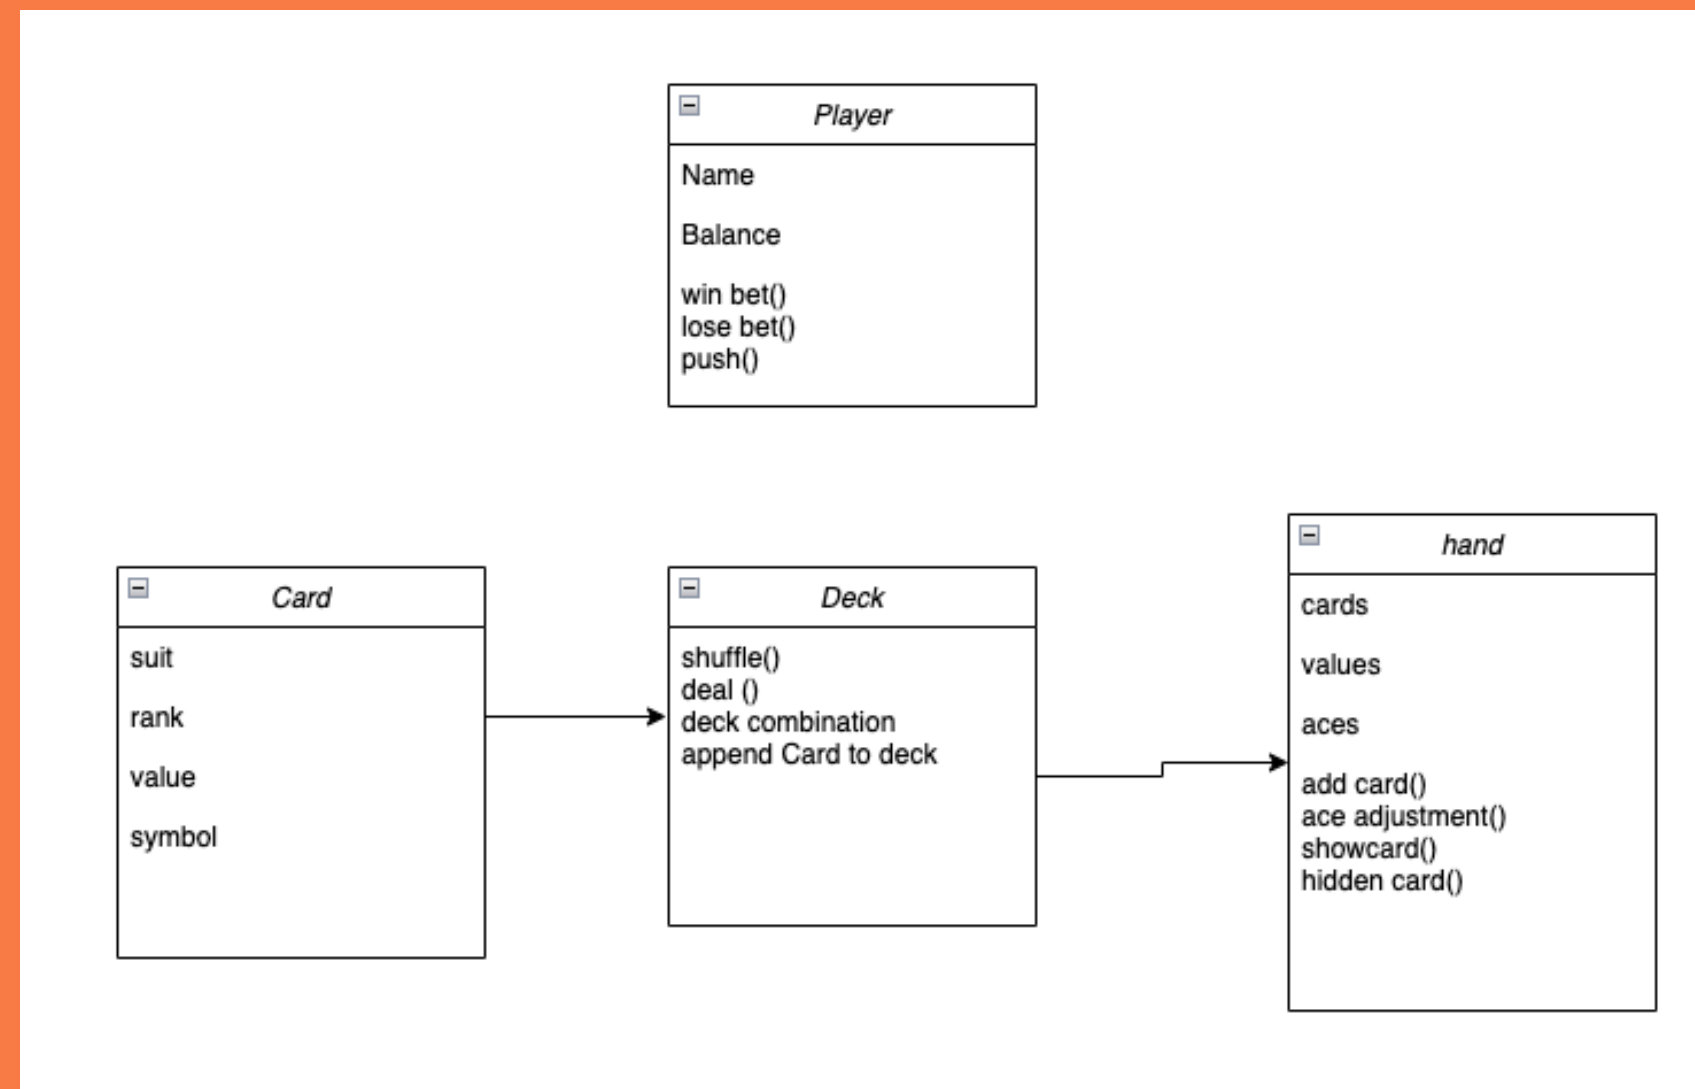 Player
Name
Balance
win bet()
lose bet()
push()
Card
suit
rank
value
symbol
Deck
shuffle()
deal ()
deck combination
append Card to deck
hand
cards
values
aces
add card()
ace adjustment()
showcard()
hidden card()